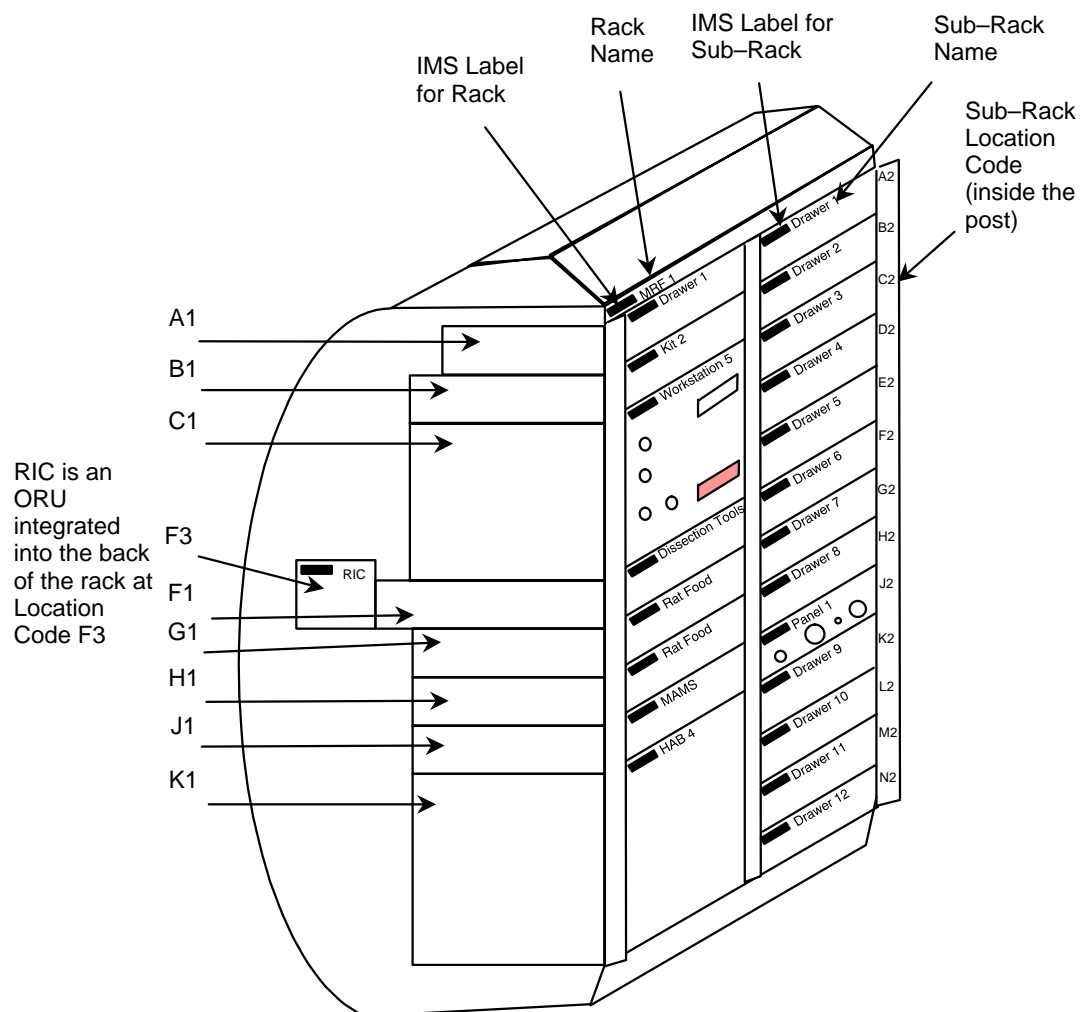 IMS Label
for Rack
Rack
Name
IMS Label for
Sub–Rack
Sub–Rack
Name
Sub–Rack
Location
Code
(inside the
post)
A1
B1
C1
F3
F1
G1
H1
J1
K1
RIC is an
ORU
integrated
into the back
of the rack at
Location
Code F3
RIC
MRF 1
Drawer 1
Kit 2
Workstation 5
Dissection Tools
Rat Food
Rat Food
MAMS
HAB 4
Drawer 1
Drawer 2
Drawer 3
Drawer 4
Drawer 5
Drawer 6
Drawer 7
Drawer 8
Panel 1
Drawer 9
Drawer 10
Drawer 11
Drawer 12
A2
B2
C2
D2
E2
F2
G2
H2
J2
K2
L2
M2
N2